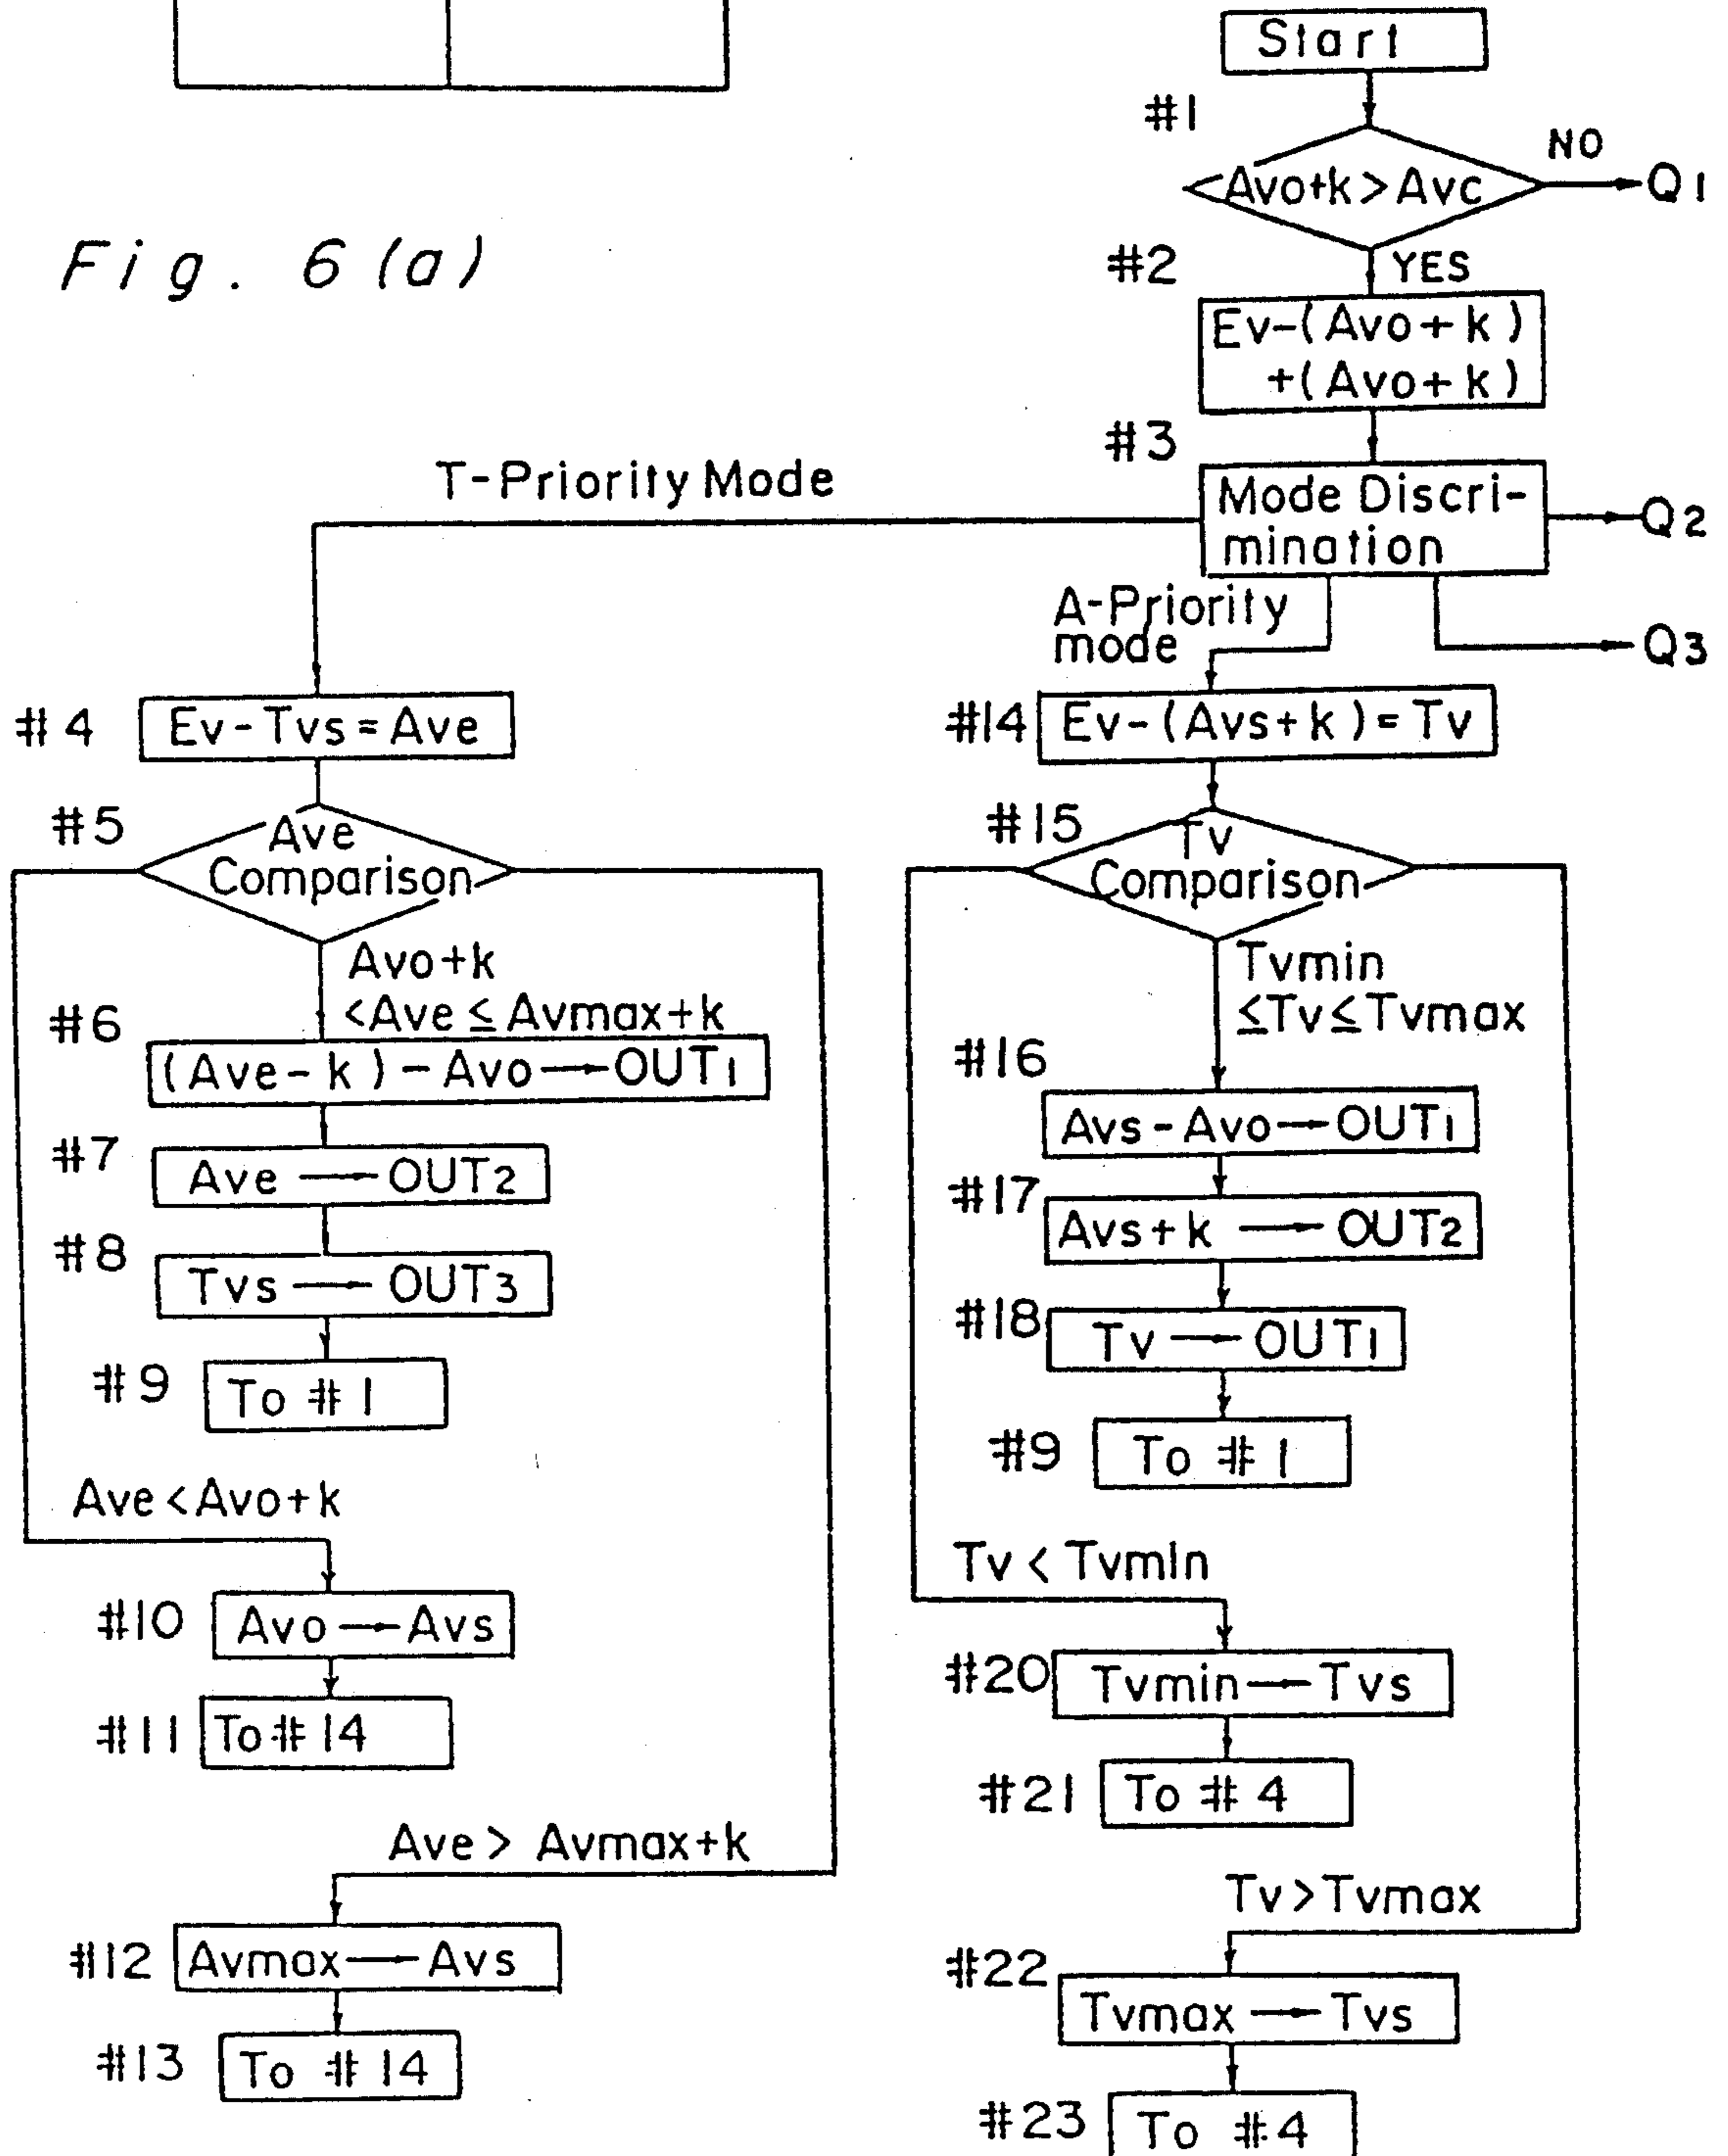 Start
#1
Avo+k > Avc
NO
Q1
Fig. 6 (a)
#2
YES
Ev-(Avo+k)
+(Avo+k)
#3
T-Priority Mode
Mode Discri-
mination
Q2
A-Priority
mode
Q3
#4
Ev-Tvs=Ave
#5
Ave
Comparison
Avo+k
<Ave ≤ Avmax+k
#6
(Ave-k)-Avo→OUT1
#7
Ave → OUT2
#8
Tvs → OUT3
#9
To #1
Ave < Avo+k
#10
Avo → Avs
#11
To #14
Ave > Avmax+k
#12
Avmax → Avs
#13
To #14
#14
Ev-(Avs+k)=Tv
#15
Tv
Comparison
Tvmin
≤Tv≤Tvmax
#16
Avs-Avo→OUT1
#17
Avs+k → OUT2
#18
Tv → OUT1
#9
To #1
Tv < Tvmin
#20
Tvmin → Tvs
#21
To #4
Tv > Tvmax
#22
Tvmax → Tvs
#23
To #4